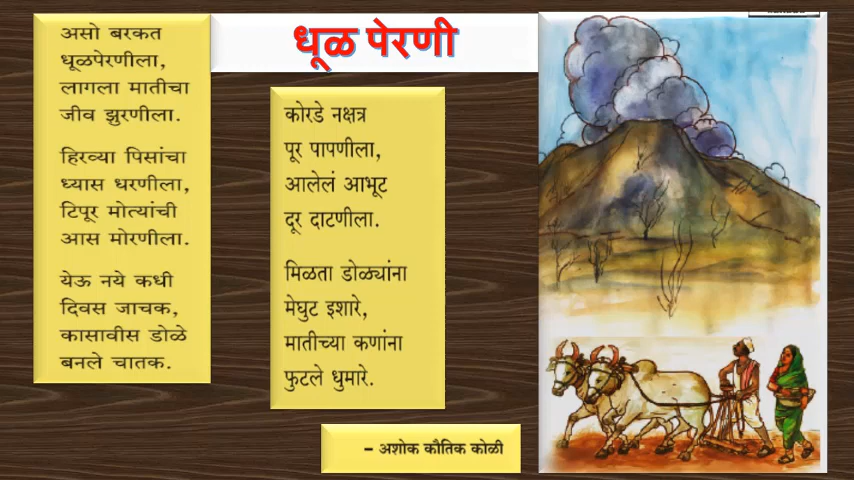 धूळ पेरणी
असो बरकत
धूळपेरणीला,
लागला मातीचा
जीव झुरणीला.
हिरव्या पिसांचा
ध्यास धरणीला,
टिपूर मोत्यांची
आस मोरणीला.
येऊ नये कधी
दिवस जाचक,
कासावीस डोळे
बनले चातक.
कोरडे नक्षत्र
पूर पापणीला,
आलेलं आभूट
दूर दाटणीला.
मिळता डोळ्यांना
मेघुट इशारे,
मातीच्या कणांना
फुटले धुमारे.
– अशोक कौतिक कोळी